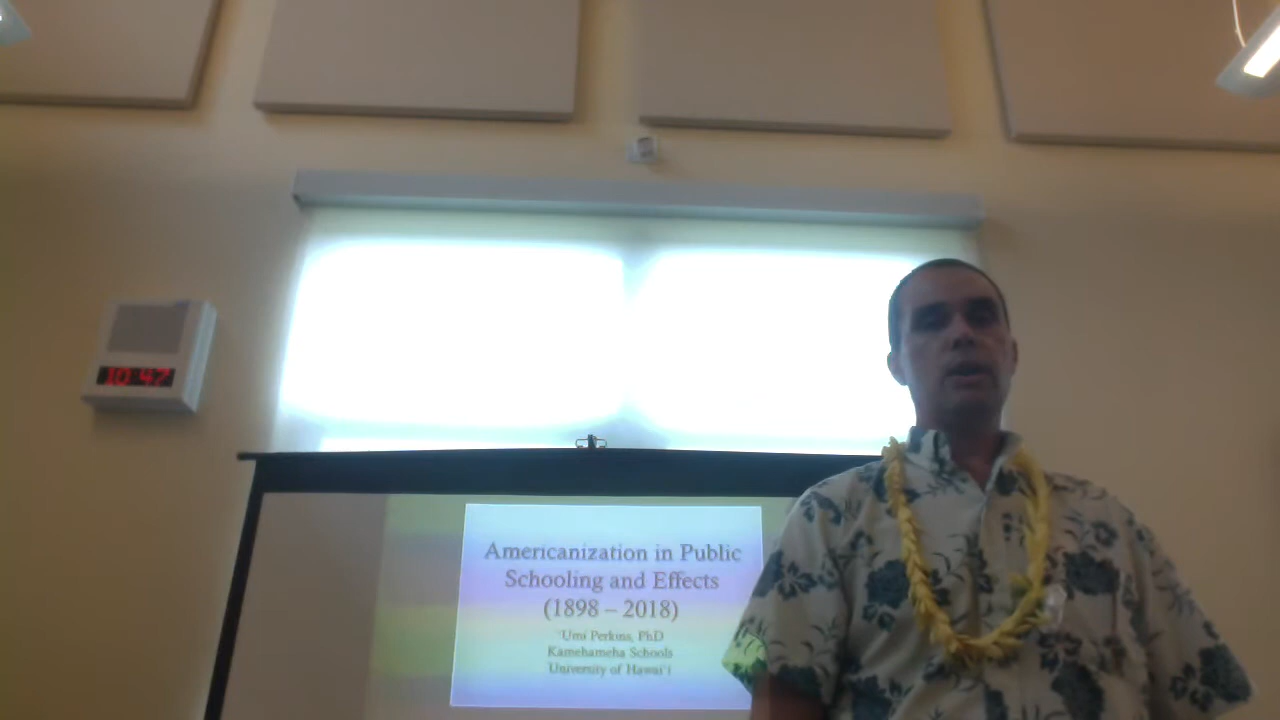 10:47
Americanization in Public
Schooling and Effects
(1898 – 2018)
ʻUmi Perkins, PhD
Kamehameha Schools
University of Hawaiʻi